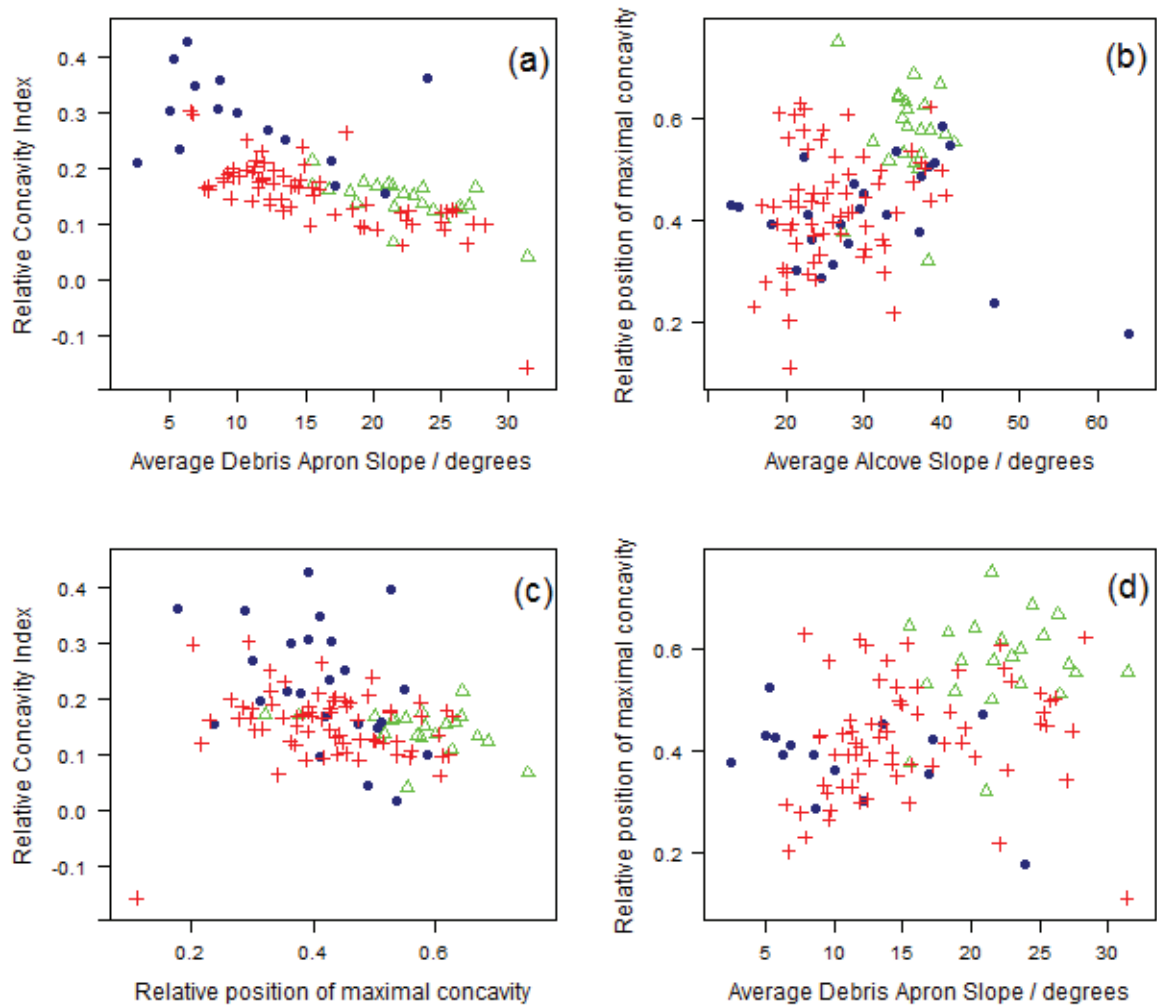 (a)
Relative Concavity Index
0.4
0.3
0.2
0.1
0.0
-0.1
5 10 15 20 25 30
Average Debris Apron Slope / degrees
(b)
Relative position of maximal concavity
0.6
0.4
0.2
20 30 40 50 60
Average Alcove Slope / degrees
(c)
Relative Concavity Index
0.4
0.3
0.2
0.1
0.0
-0.1
0.2 0.4 0.6
Relative position of maximal concavity
(d)
Relative position of maximal concavity
0.6
0.4
0.2
5 10 15 20 25 30
Average Debris Apron Slope / degrees